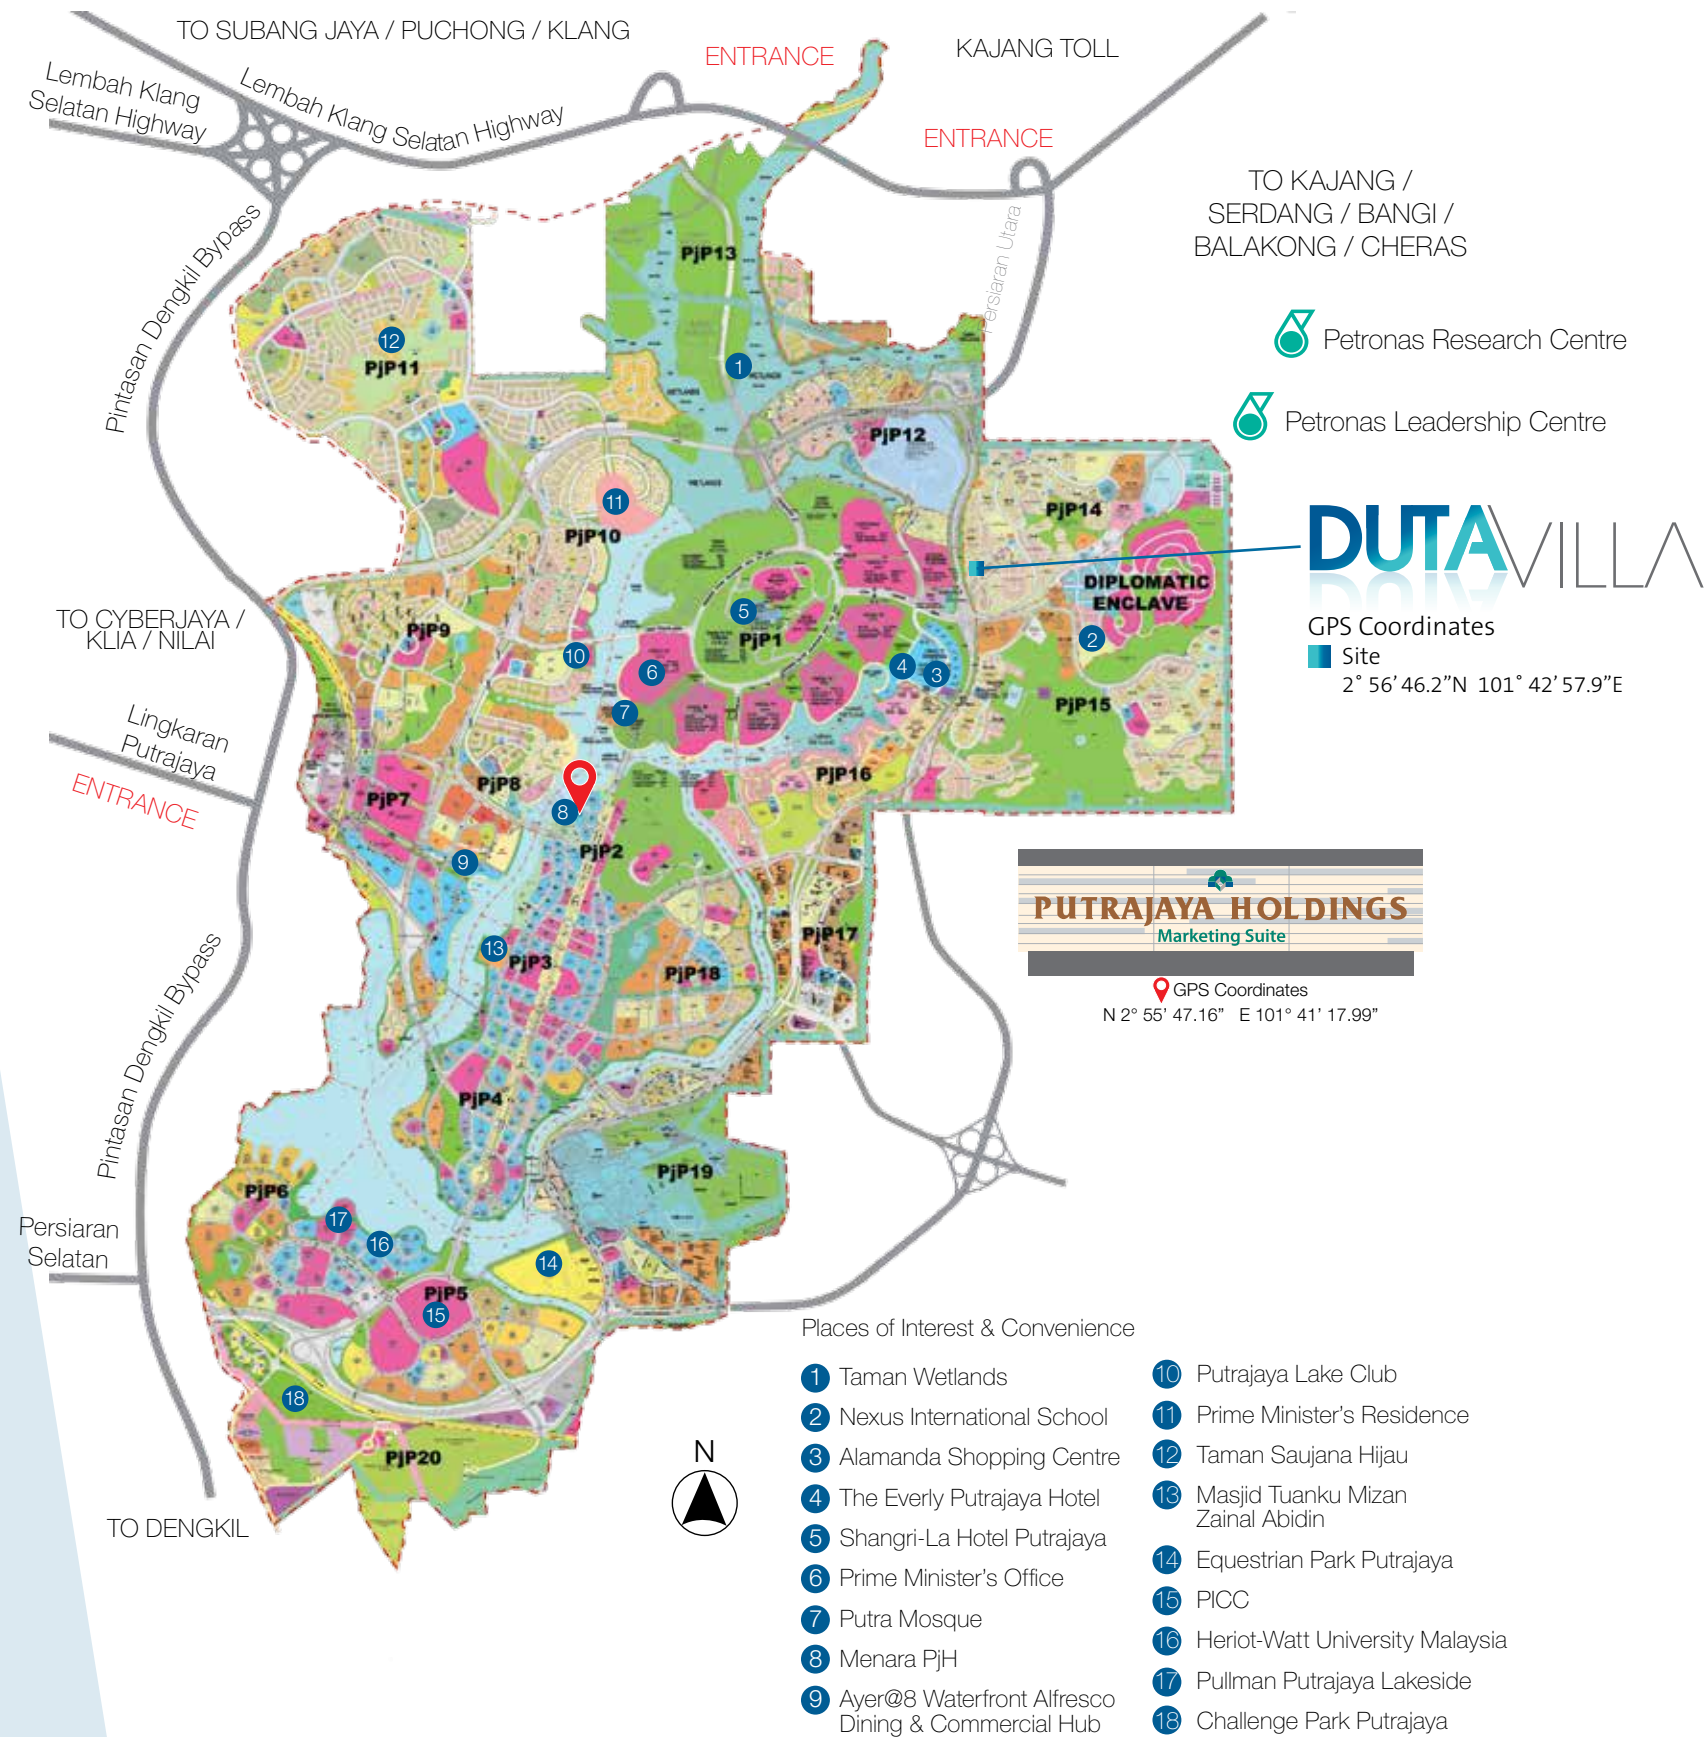 TO SUBANG JAYA / PUCHONG / KLANG
ENTRANCE
KAJANG TOLL
Lembah Klang
Selatan Highway
Lembah Klang Selatan Highway
ENTRANCE
TO KAJANG /
SERDANG / BANGI /
BALAKONG / CHERAS
Persiaran Utara
Pintasan Dengkil Bypass
PjP13
12
PjP11
1
WETLANDS
Petronas Research Centre
Petronas Leadership Centre
PjP12
11
PjP10
PjP14
DUTAVILLA
DIPLOMATIC
ENCLAVE
GPS Coordinates
Site
2° 56' 46.2"N 101° 42' 57.9"E
TO CYBERJAYA /
KLIA / NILAI
PjP9
5
PjP1
10
6
4
3
2
7
PjP15
Lingkaran
Putrajaya
ENTRANCE
PjP8
PjP7
8
PjP16
PjP2
9
PUTRAJAYA HOLDINGS
Marketing Suite
GPS Coordinates
N 2° 55' 47.16" E 101° 41' 17.99"
13
PjP3
PjP18
PjP17
Pintasan Dengkil Bypass
PjP4
PjP19
PjP6
17
16
14
Persiaran
Selatan
PjP5
15
18
PjP20
TO DENGKIL
N
Places of Interest & Convenience
1 Taman Wetlands
2 Nexus International School
3 Alamanda Shopping Centre
4 The Everly Putrajaya Hotel
5 Shangri-La Hotel Putrajaya
6 Prime Minister's Office
7 Putra Mosque
8 Menara PjH
9 Ayer@8 Waterfront Alfresco
Dining & Commercial Hub
10 Putrajaya Lake Club
11 Prime Minister's Residence
12 Taman Saujana Hijau
13 Masjid Tuanku Mizan
Zainal Abidin
14 Equestrian Park Putrajaya
15 PICC
16 Heriot-Watt University Malaysia
17 Pullman Putrajaya Lakeside
18 Challenge Park Putrajaya